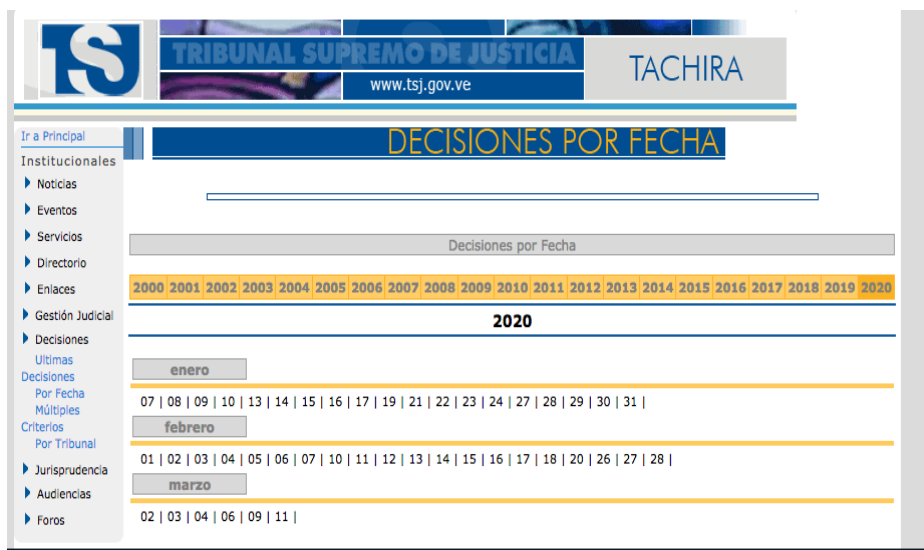 TS
TRIBUNAL SUPREMO DE JUSTICIA
www.tsj.gov.ve
TACHIRA
Ir a Principal
DECISIONES POR FECHA
Institucionales
Noticias
Eventos
Servicios
Directorio
Enlaces
Gestión Judicial
Decisiones
Ultimas
Decisiones
Por Fecha
Múltiples
Criterios
Por Tribunal
Jurisprudencia
Audiencias
Foros
Decisiones por Fecha
2000 2001 2002 2003 2004 2005 2006 2007 2008 2009 2010 2011 2012 2013 2014 2015 2016 2017 2018 2019 2020
2020
enero
07 | 08 | 09 | 10 | 13 | 14 | 15 | 16 | 17 | 19 | 21 | 22 | 23 | 24 | 27 | 28 | 29 | 30 | 31 |
febrero
01 | 02 | 03 | 04 | 05 | 06 | 07 | 10 | 11 | 12 | 13 | 14 | 15 | 16 | 17 | 18 | 20 | 26 | 27 | 28 |
marzo
02 | 03 | 04 | 06 | 09 | 11 |